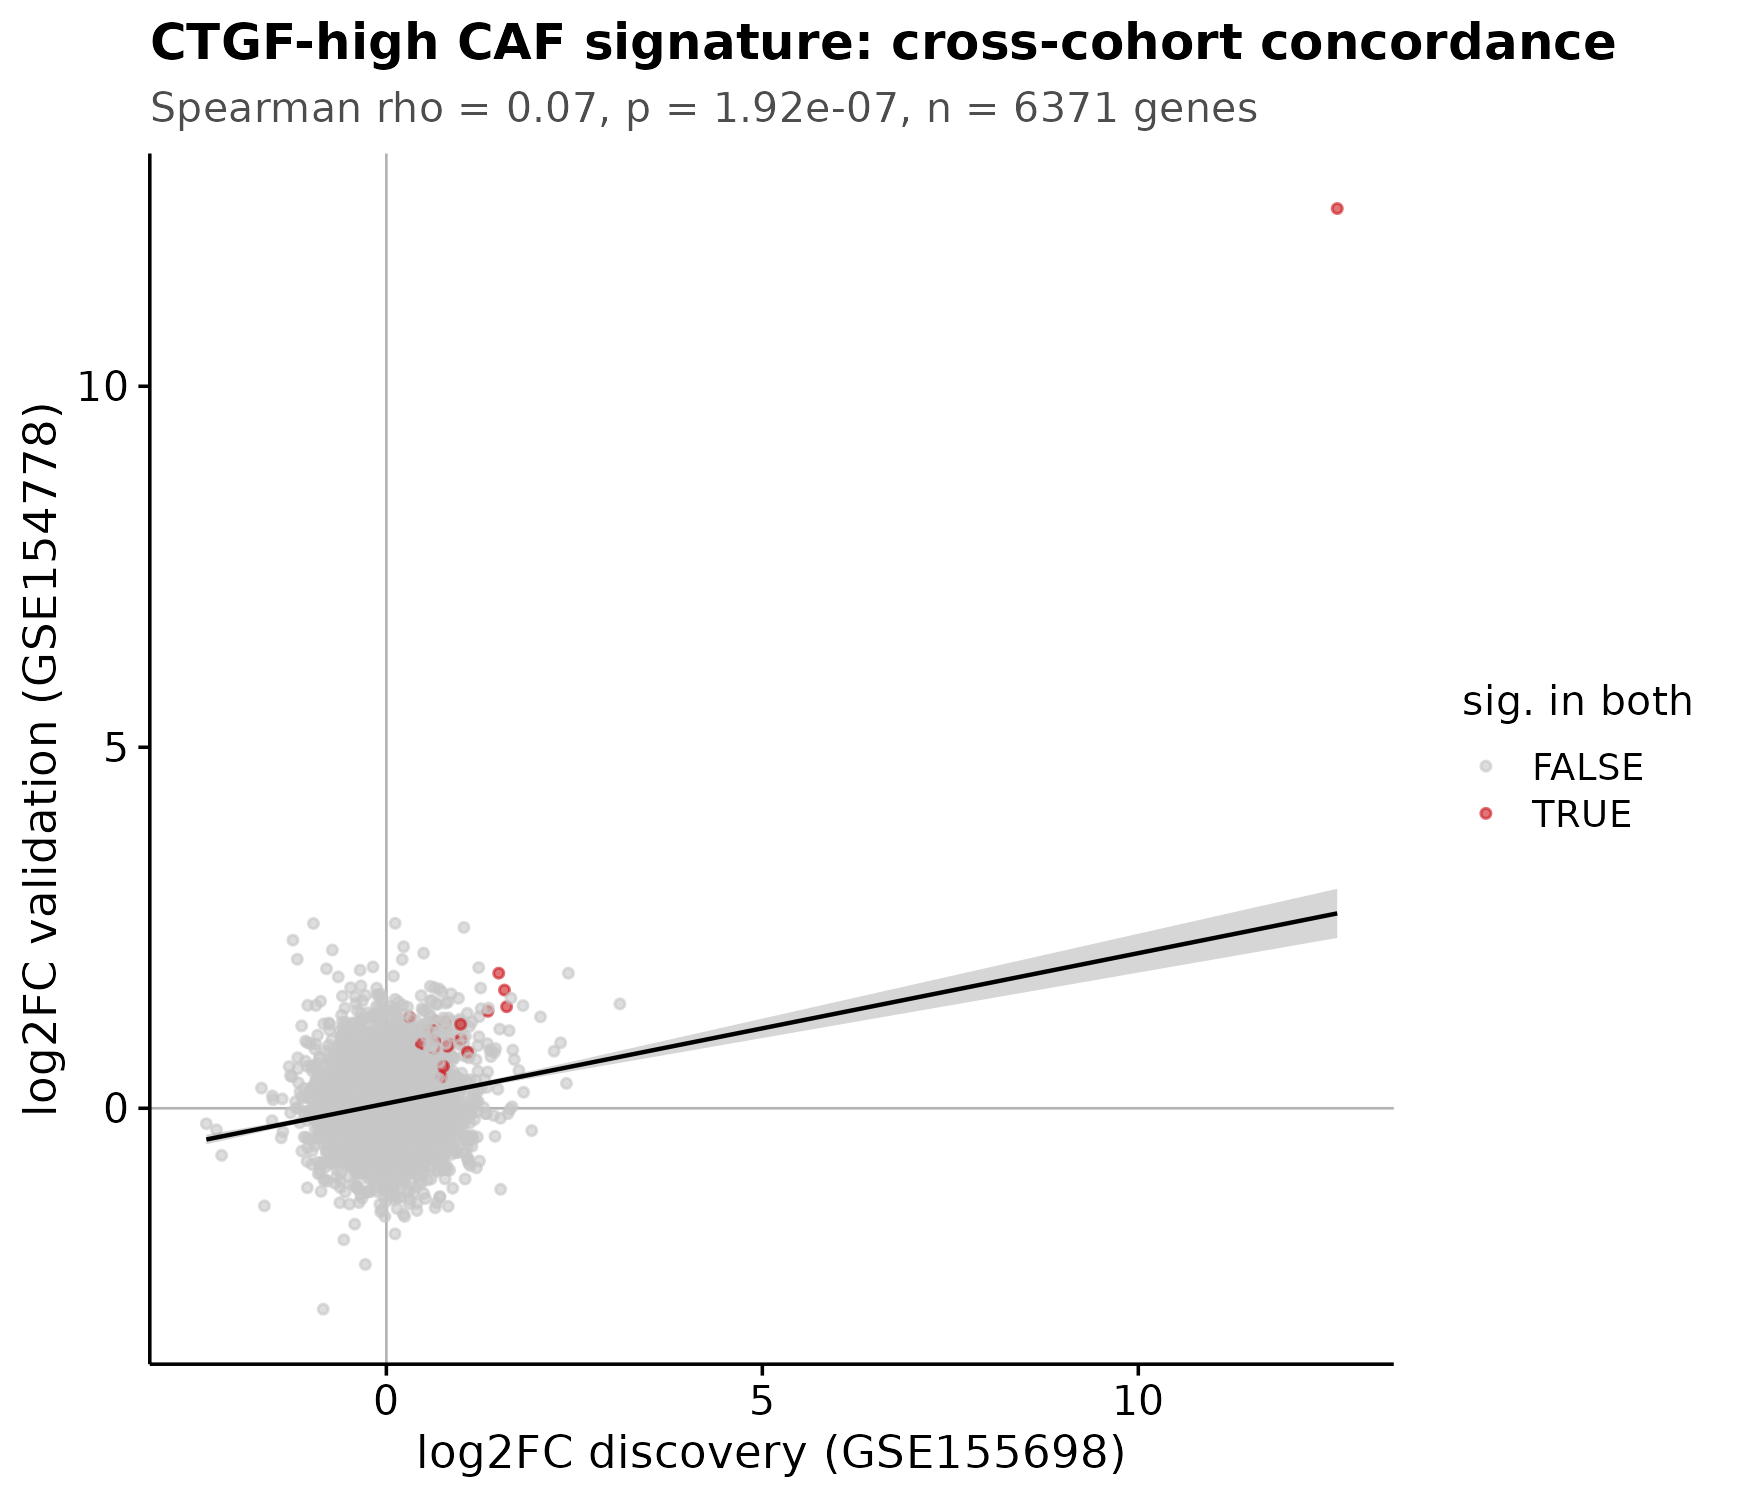 CTGF-high CAF signature: cross-cohort concordance
Spearman rho = 0.07, p = 1.92e-07, n = 6371 genes
log2FC validation (GSE154778)
10
5
0
sig. in both
FALSE
TRUE
0
5
10
log2FC discovery (GSE155698)